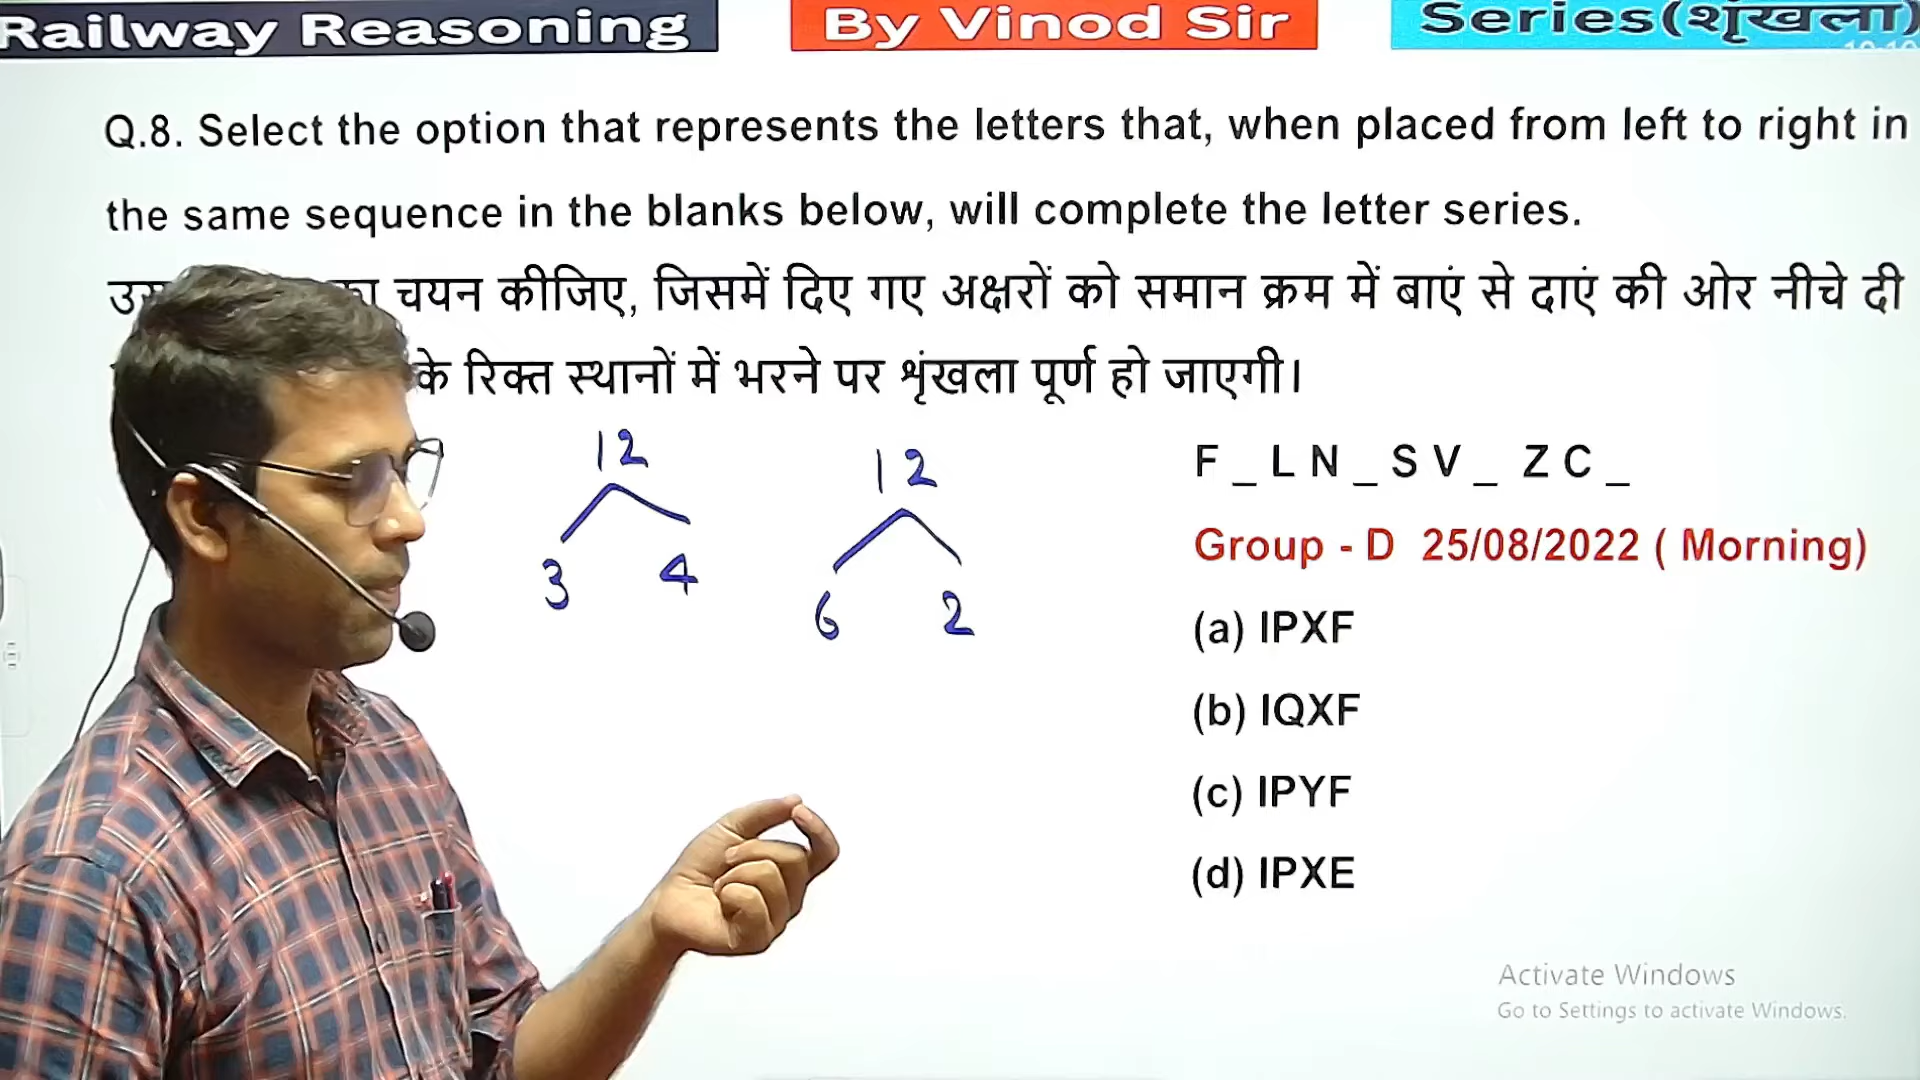 Railway Reasoning
By Vinod Sir
Series(शृंखला)
Q.8. Select the option that represents the letters that, when placed from left to right in
the same sequence in the blanks below, will complete the letter series.
चयन कीजिए, जिसमें दिए गए अक्षरों को समान क्रम में बाएं से दाएं की ओर नीचे दी
के रिक्त स्थानों में भरने पर शृंखला पूर्ण हो जाएगी।
12
3 4
12
6 2
F _ L N _ S V _ Z C _
Group - D 25/08/2022 ( Morning)
(a) IPXF
(b) IQXF
(c) IPYF
(d) IPXE
Activate Windows
Go to Settings to activate Windows.